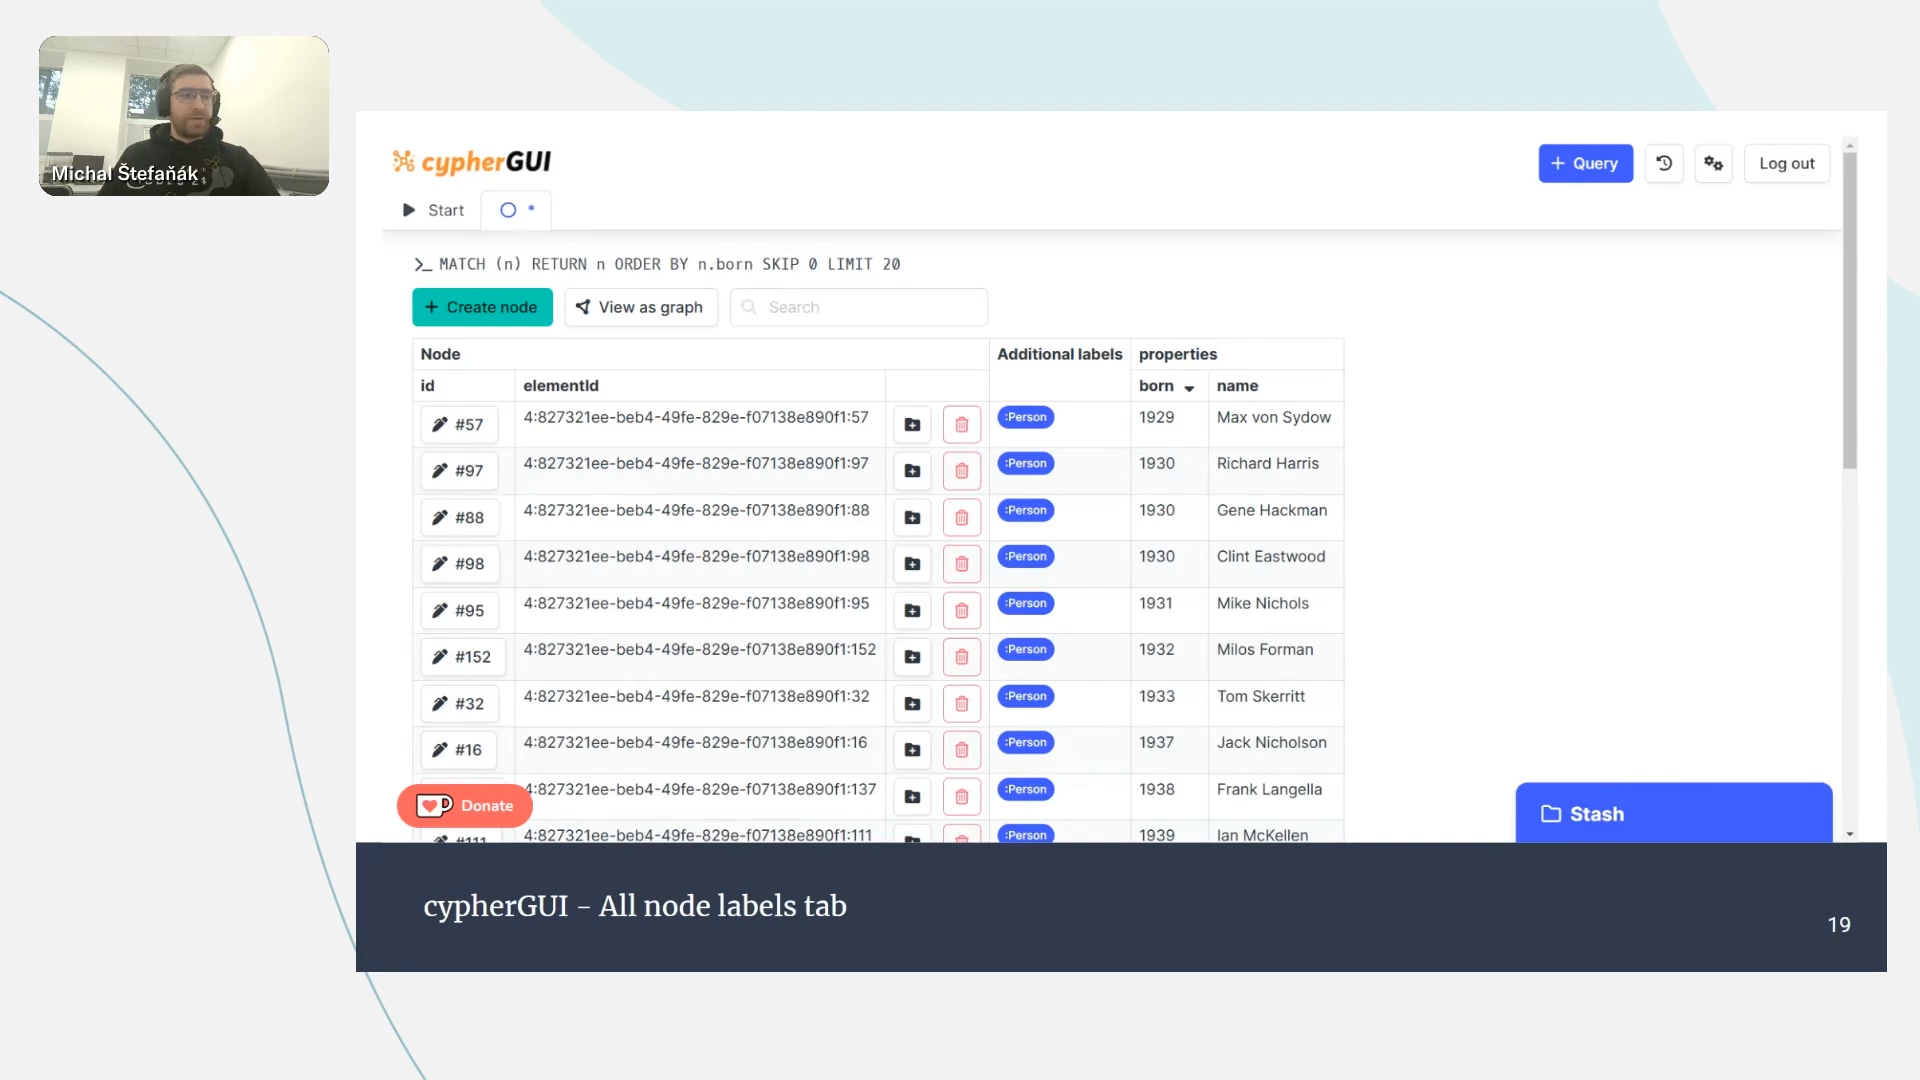 Michal Štefaňák
cypherGUI
+ Query
Log out
Start
*
>_ MATCH (n) RETURN n ORDER BY n.born SKIP 0 LIMIT 20
+ Create node
View as graph
Search
Node Additional labels properties
id elementId born name
#57 4:827321ee-beb4-49fe-829e-f07138e890f1:57 :Person 1929 Max von Sydow
#97 4:827321ee-beb4-49fe-829e-f07138e890f1:97 :Person 1930 Richard Harris
#88 4:827321ee-beb4-49fe-829e-f07138e890f1:88 :Person 1930 Gene Hackman
#98 4:827321ee-beb4-49fe-829e-f07138e890f1:98 :Person 1930 Clint Eastwood
#95 4:827321ee-beb4-49fe-829e-f07138e890f1:95 :Person 1931 Mike Nichols
#152 4:827321ee-beb4-49fe-829e-f07138e890f1:152 :Person 1932 Milos Forman
#32 4:827321ee-beb4-49fe-829e-f07138e890f1:32 :Person 1933 Tom Skerritt
#16 4:827321ee-beb4-49fe-829e-f07138e890f1:16 :Person 1937 Jack Nicholson
4:827321ee-beb4-49fe-829e-f07138e890f1:137 :Person 1938 Frank Langella
Donate
#111 4:827321ee-beb4-49fe-829e-f07138e890f1:111 :Person 1939 Ian McKellen
Stash
cypherGUI - All node labels tab
19